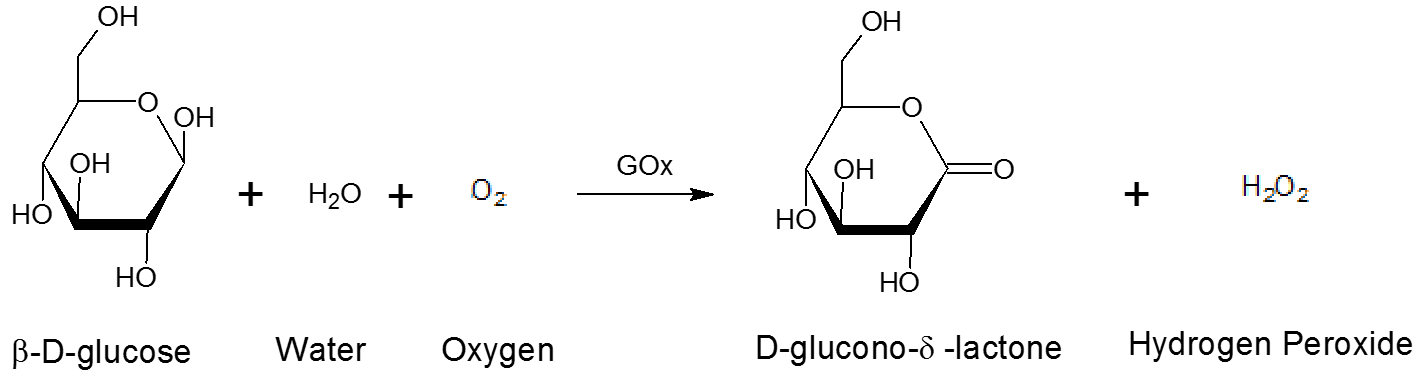 OH
OH
O
OH
O
OH
OH
GOx
OH
O
HO
+
H₂O
+
O₂
+
H₂O₂
HO
HO
HO
β-D-glucose
Water
Oxygen
D-glucono-δ -lactone
Hydrogen Peroxide